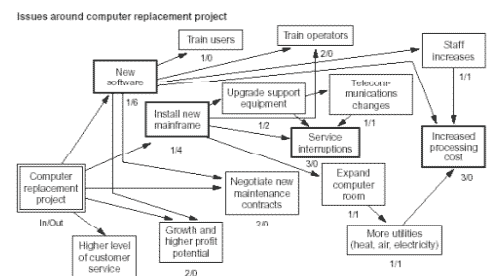 Issues around computer replacement project
Train users
1/0
Train operators
2/0
Staff
increases
1/1
New
software
1/6
Upgrade support
equipment
1/2
Telecom-
munications
changes
1/1
Install new
mainframe
1/4
Service
interruptions
3/0
Increased
processing
cost
3/0
Computer
replacement
project
In/Out
Negotiate new
maintenance
contracts
2/0
Expand
computer
room
1/1
Higher level
of customer
service
Growth and
higher profit
potential
2/0
More utilities
(heat, air, electricity)
1/1